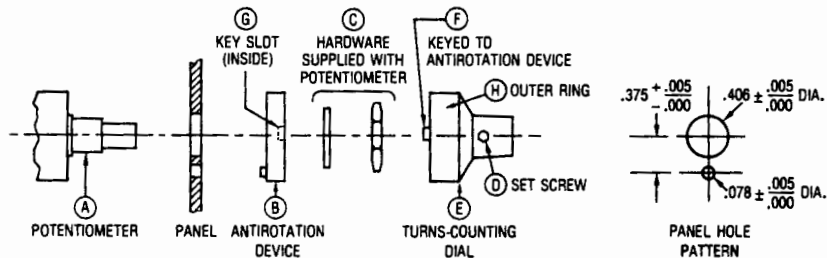 G
KEY SLOT
(INSIDE)
C
HARDWARE
SUPPLIED WITH
POTENTIOMETER
F
KEYED TO
ANTIROTATION DEVICE
H OUTER RING
D SET SCREW
A
POTENTIOMETER
PANEL
B
ANTIROTATION
DEVICE
E
TURNS-COUNTING
DIAL
.375 + .005
- .000
.406 ± .005
.000 DIA.
.078 ± .005
.000 DIA.
PANEL HOLE
PATTERN